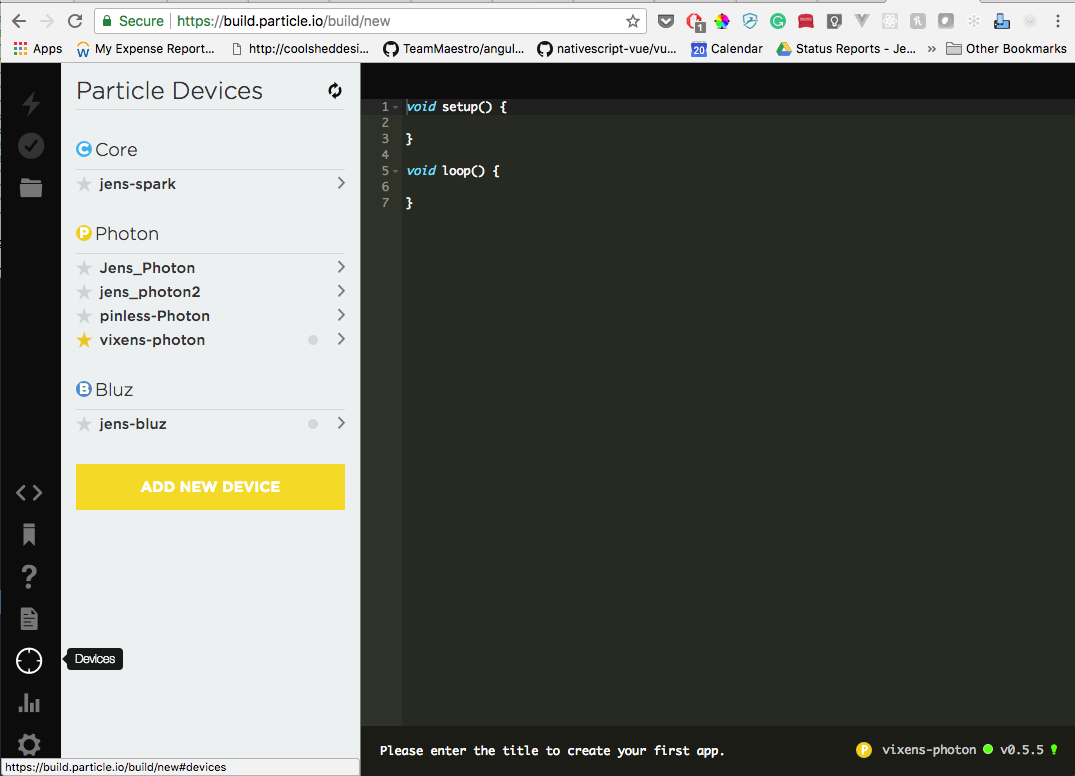 Secure
https://build.particle.io/build/new
1
Apps
My Expense Report...
http://coolsheddesi...
TeamMaestro/angul...
nativescript-vue/vu...
20 Calendar
Status Reports - Je...
»
Other Bookmarks
Particle Devices
C Core
jens-spark
P Photon
Jens_Photon
jens_photon2
pinless-Photon
vixens-photon
B Bluz
jens-bluz
ADD NEW DEVICE
Devices
https://build.particle.io/build/new#devices
1 void setup() {
2
3 }
4
5 void loop() {
6
7 }
Please enter the title to create your first app.
P vixens-photon v0.5.5